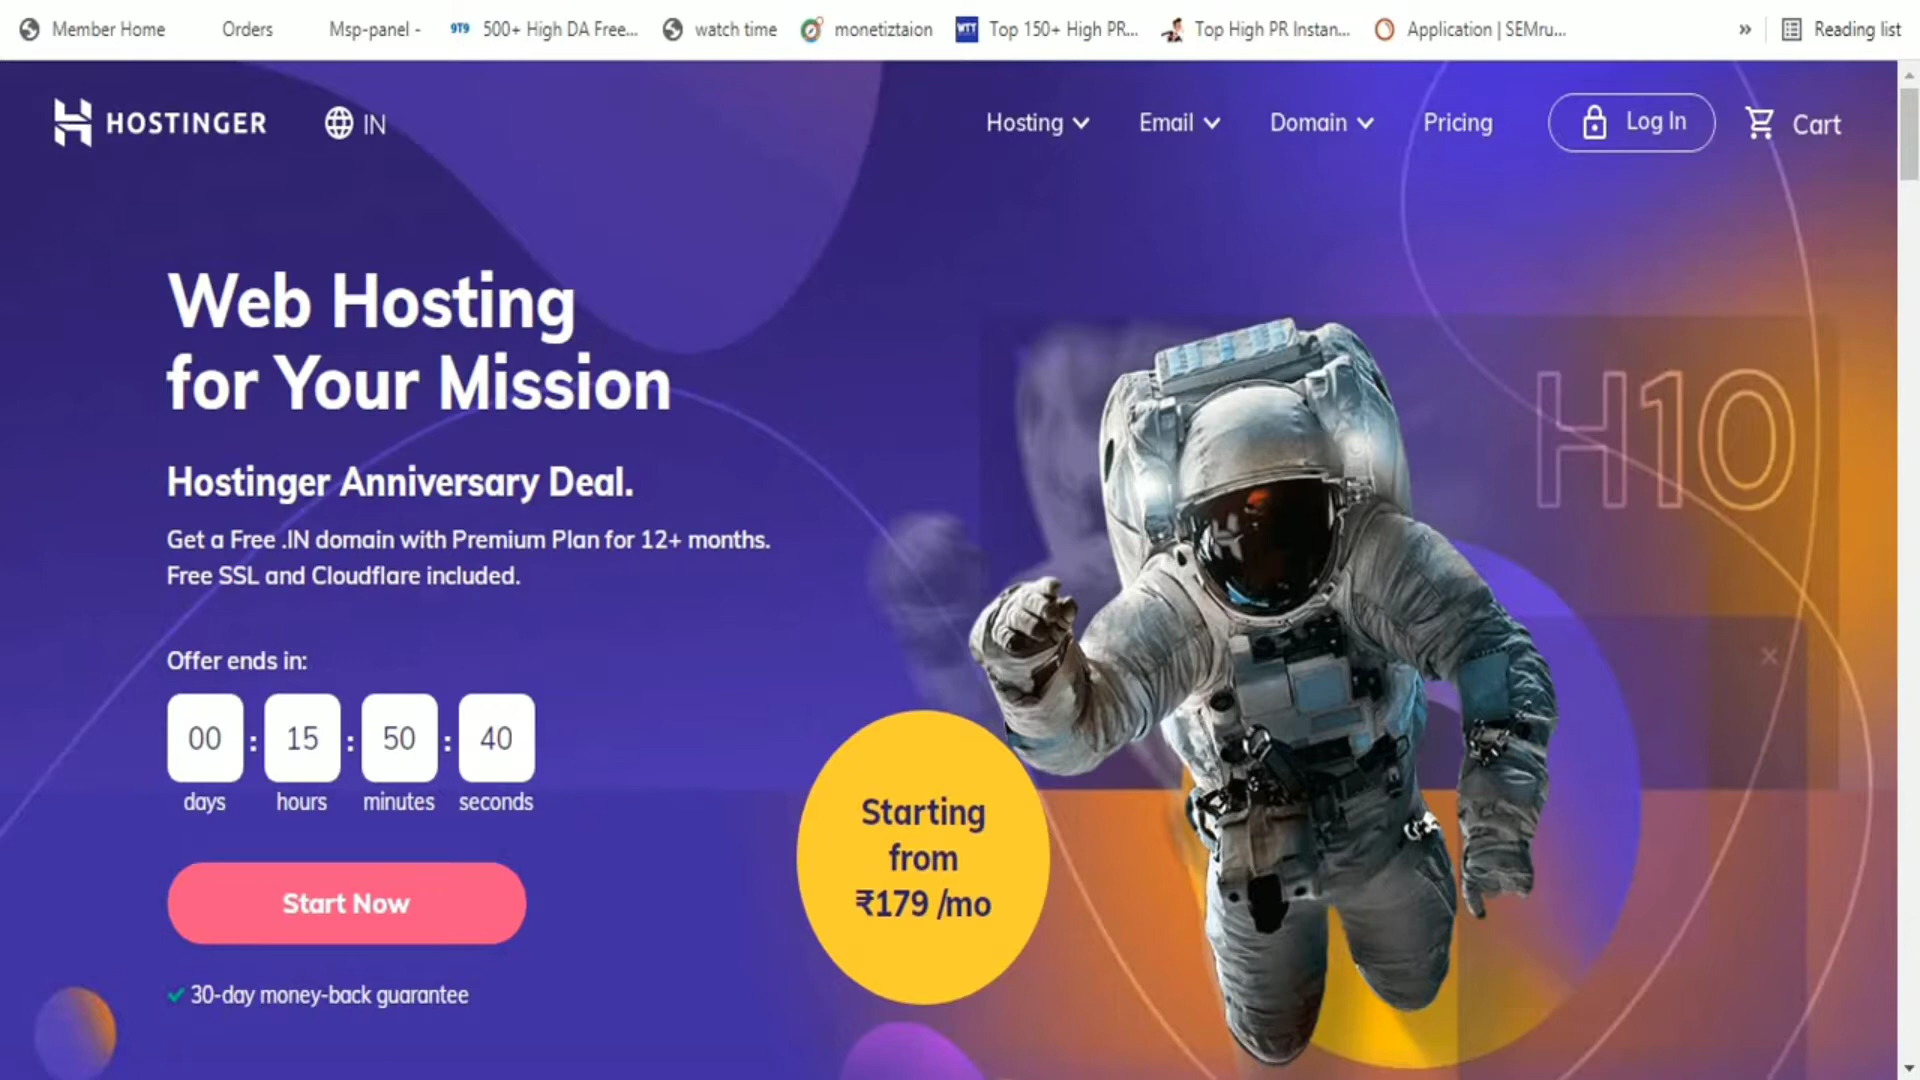 Member Home Orders Msp-panel - 9T9 500+ High DA Free... watch time monetiztaion WTT Top 150+ High PR... Top High PR Instan... Application | SEMru... » Reading list
HOSTINGER IN Hosting Email Domain Pricing Log In Cart
Web Hosting
for Your Mission
H10
Hostinger Anniversary Deal.
Get a Free .IN domain with Premium Plan for 12+ months.
Free SSL and Cloudflare included.
Offer ends in:
00 : 15 : 50 : 40
days hours minutes seconds
Starting
from
₹179 /mo
Start Now
30-day money-back guarantee